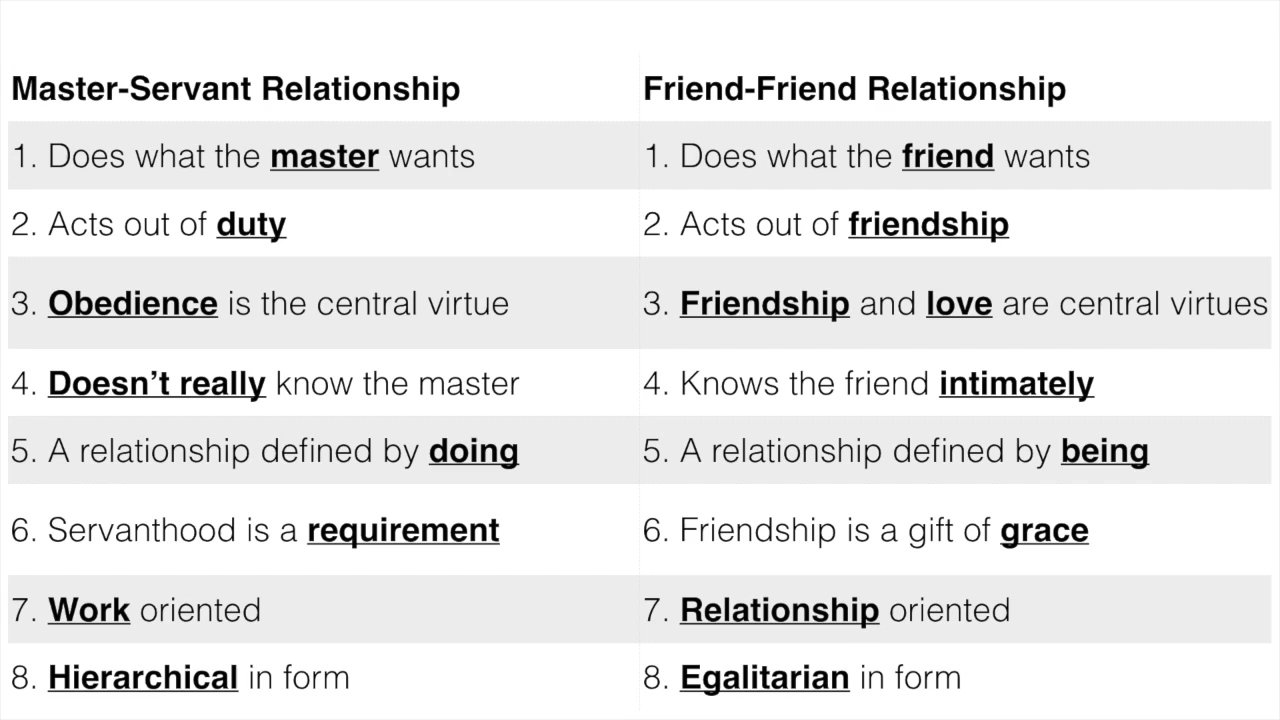 Master-Servant Relationship
Friend-Friend Relationship
1. Does what the master wants
1. Does what the friend wants
2. Acts out of duty
2. Acts out of friendship
3. Obedience is the central virtue
3. Friendship and love are central virtues
4. Doesn’t really know the master
4. Knows the friend intimately
5. A relationship defined by doing
5. A relationship defined by being
6. Servanthood is a requirement
6. Friendship is a gift of grace
7. Work oriented
7. Relationship oriented
8. Hierarchical in form
8. Egalitarian in form